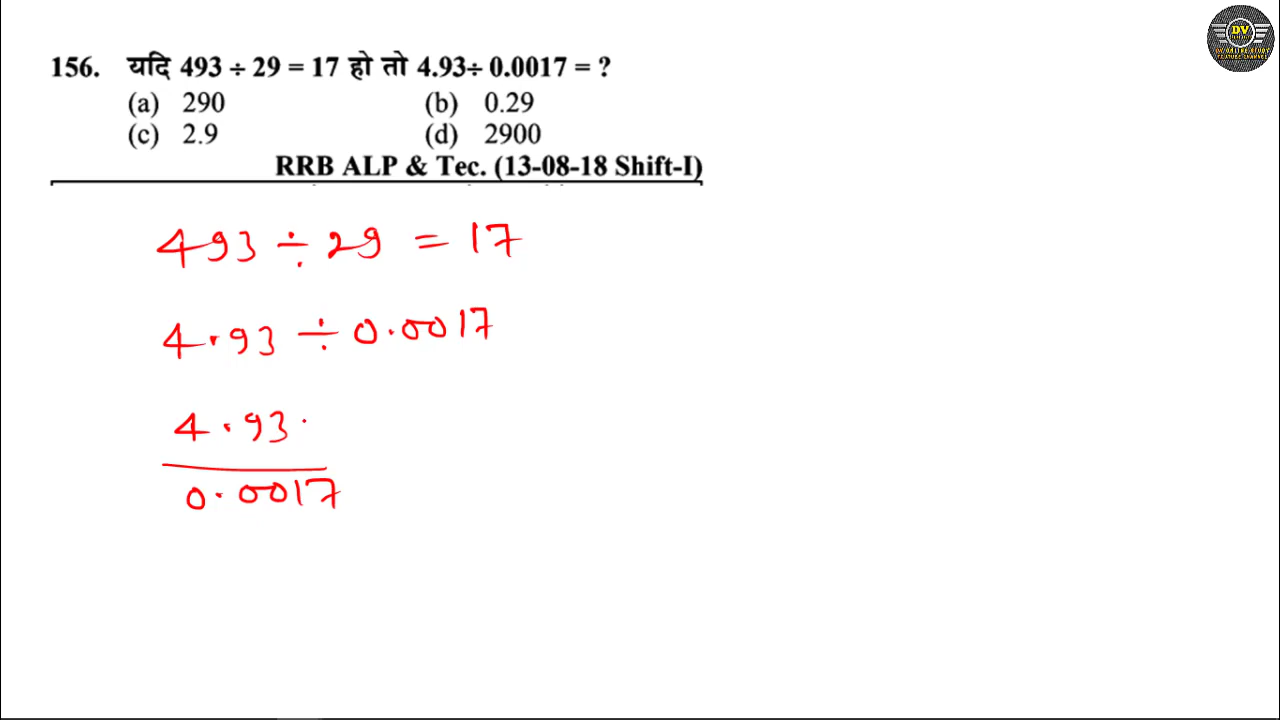 156. यदि 493 ÷ 29 = 17 हो तो 4.93÷ 0.0017 = ?
(a) 290 (b) 0.29
(c) 2.9 (d) 2900
RRB ALP & Tec. (13-08-18 Shift-I)
493 ÷ 29 = 17
4.93 ÷ 0.0017
4.93
0.0017
DV